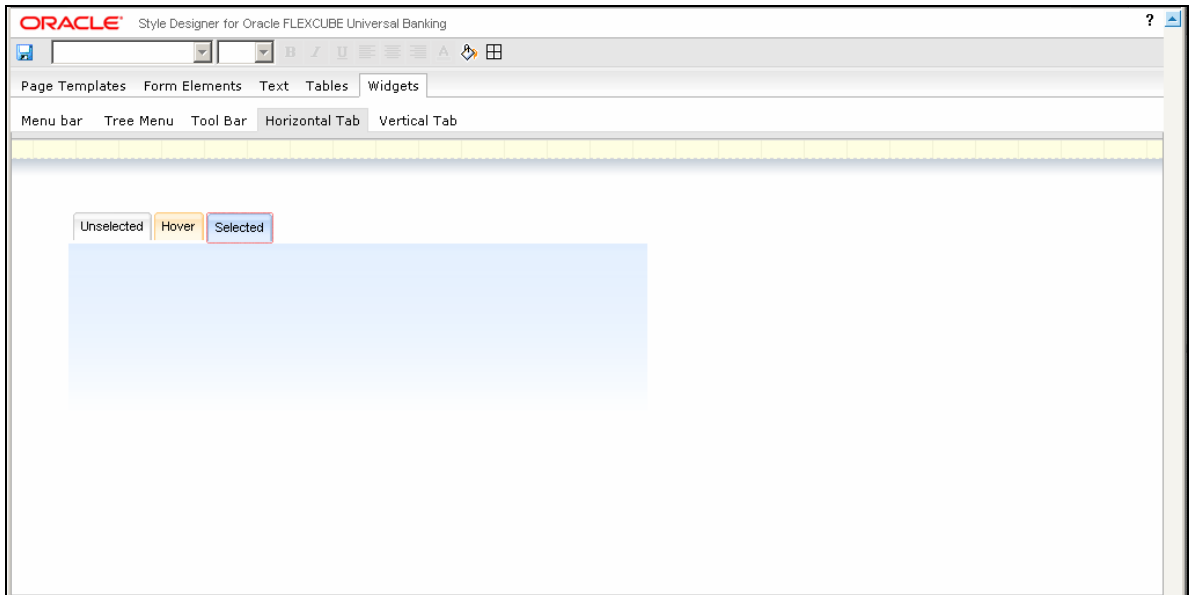 ORACLE Style Designer for Oracle FLEXCUBE Universal Banking ?
B I U A
Page Templates Form Elements Text Tables Widgets
Menu bar Tree Menu Tool Bar Horizontal Tab Vertical Tab
Unselected Hover Selected